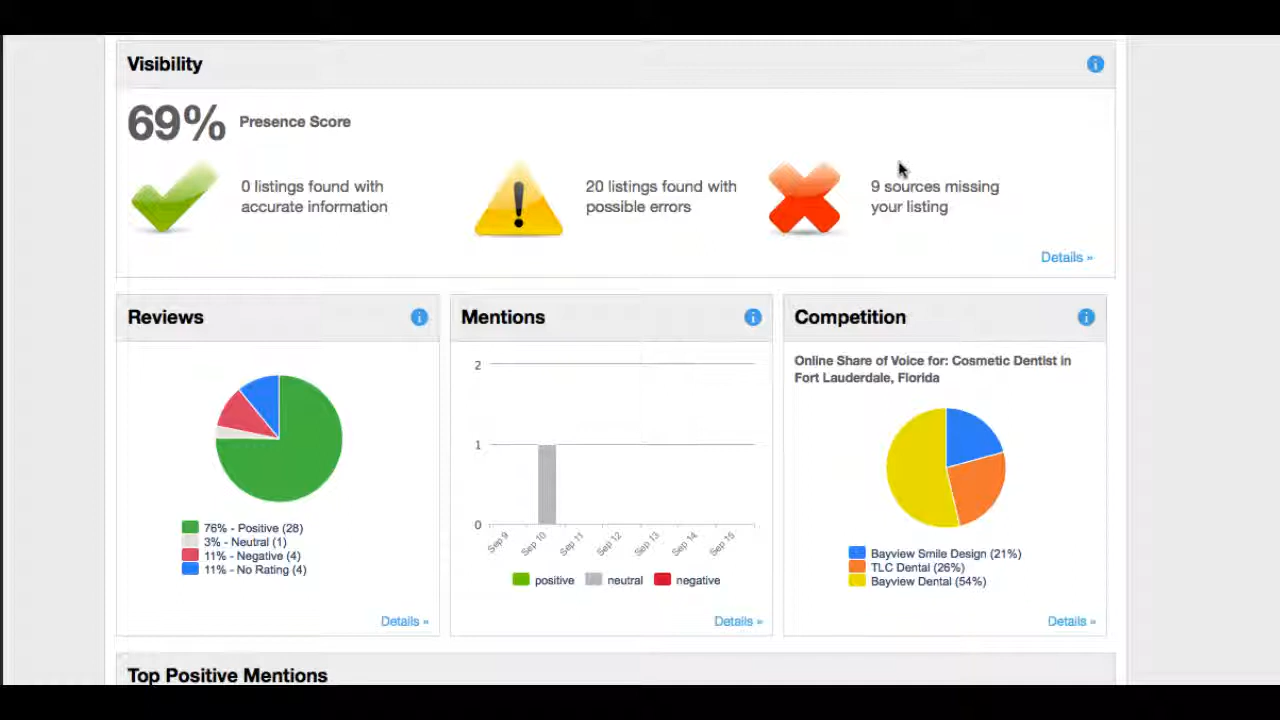 Visibility
69% Presence Score
0 listings found with
accurate information
20 listings found with
possible errors
9 sources missing
your listing
Details »
Reviews
76% - Positive (28)
3% - Neutral (1)
11% - Negative (4)
11% - No Rating (4)
Details »
Mentions
2
1
0
Sep 9
Sep 10
Sep 11
Sep 12
Sep 13
Sep 14
Sep 15
positive
neutral
negative
Details »
Competition
Online Share of Voice for: Cosmetic Dentist in
Fort Lauderdale, Florida
Bayview Smile Design (21%)
TLC Dental (26%)
Bayview Dental (54%)
Details »
Top Positive Mentions